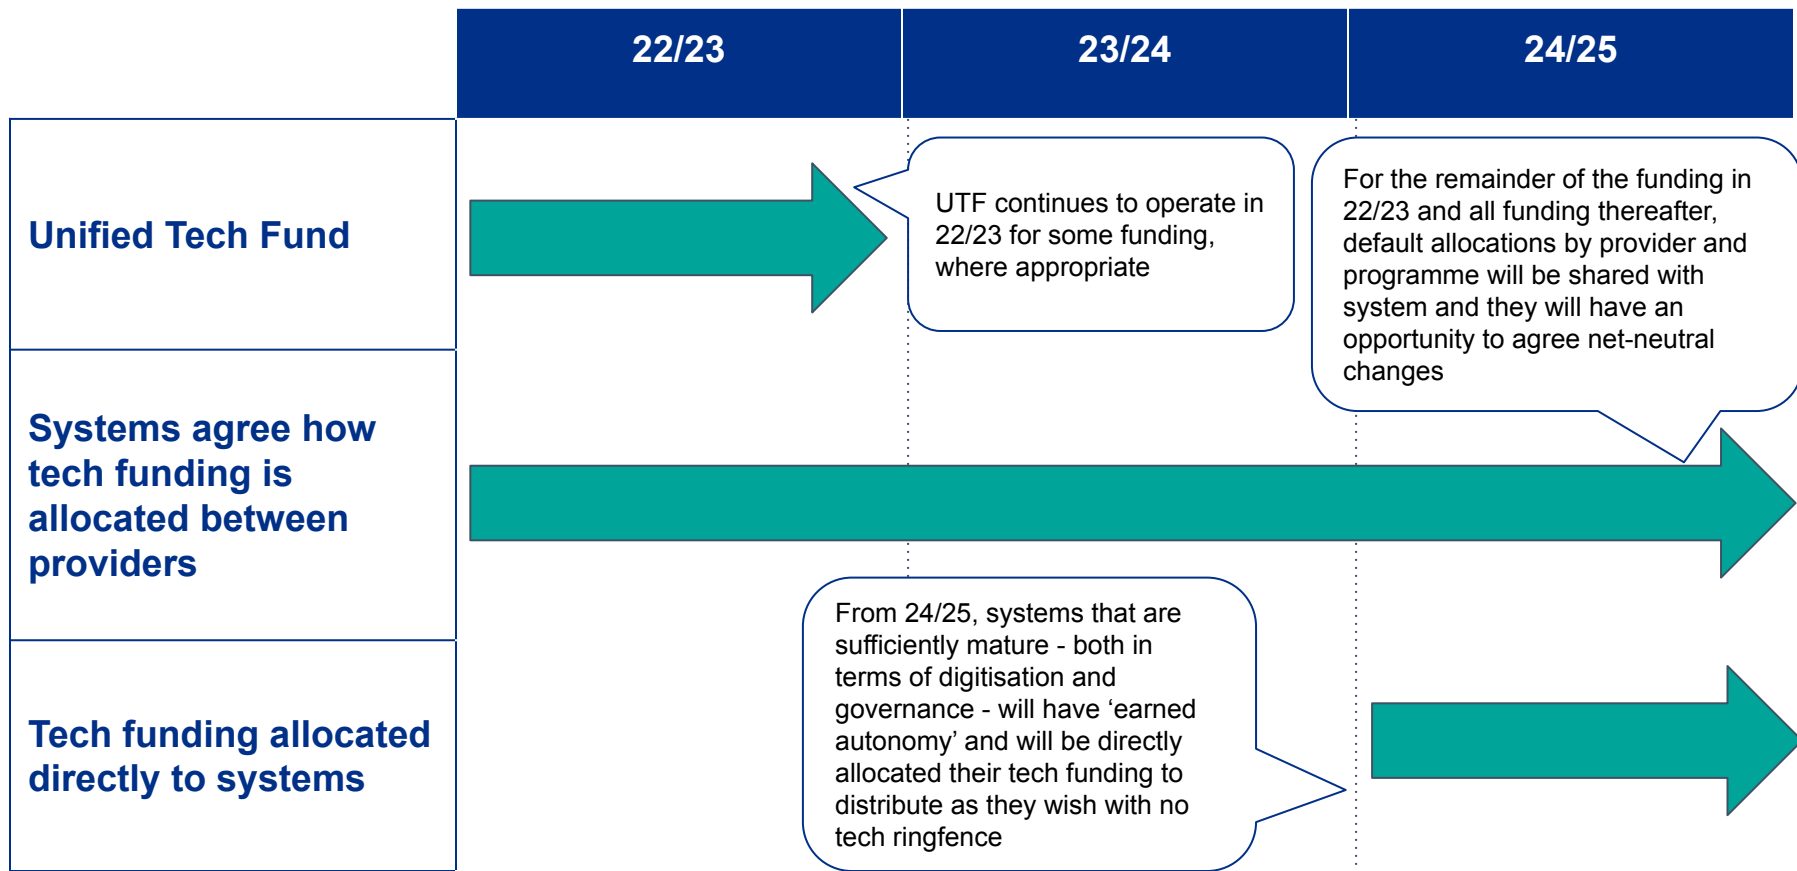 22/23
23/24
24/25
Unified Tech Fund
UTF continues to operate in
22/23 for some funding,
where appropriate
For the remainder of the funding in
22/23 and all funding thereafter,
default allocations by provider and
programme will be shared with
system and they will have an
opportunity to agree net-neutral
changes
Systems agree how
tech funding is
allocated between
providers
From 24/25, systems that are
sufficiently mature - both in
terms of digitisation and
governance - will have ‘earned
autonomy’ and will be directly
allocated their tech funding to
distribute as they wish with no
tech ringfence
Tech funding allocated
directly to systems